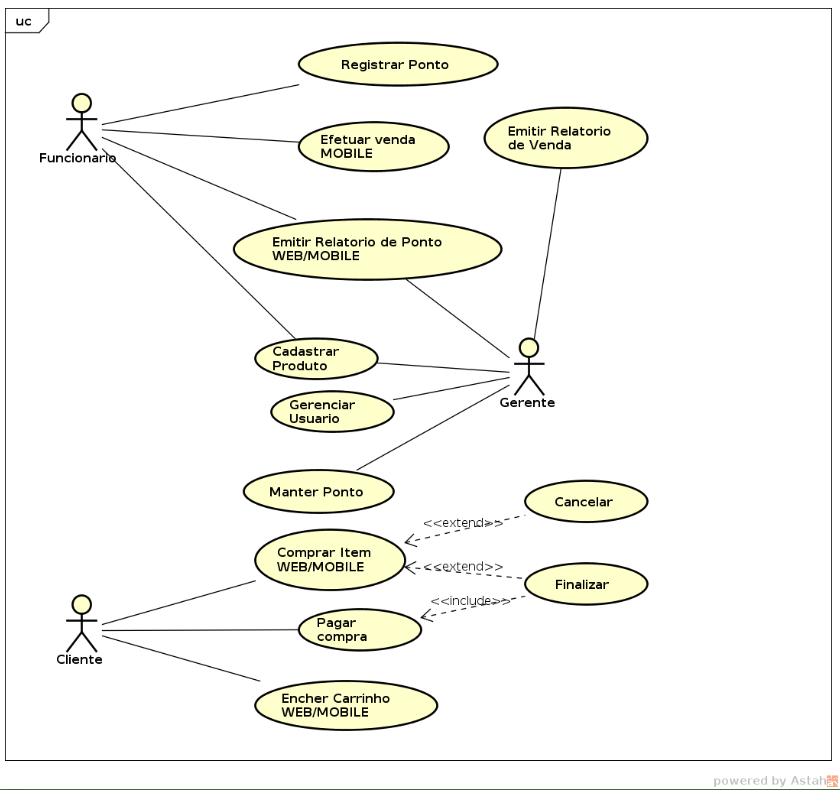 uc
Registrar Ponto
Funcionario
Efetuar venda
MOBILE
Emitir Relatorio
de Venda
Emitir Relatorio de Ponto
WEB/MOBILE
Cadastrar
Produto
Gerente
Gerenciar
Usuario
Manter Ponto
Cancelar
<<extend>>
Comprar Item
WEB/MOBILE
<<extend>>
Finalizar
<<include>>
Cliente
Pagar
compra
Encher Carrinho
WEB/MOBILE
powered by Astah